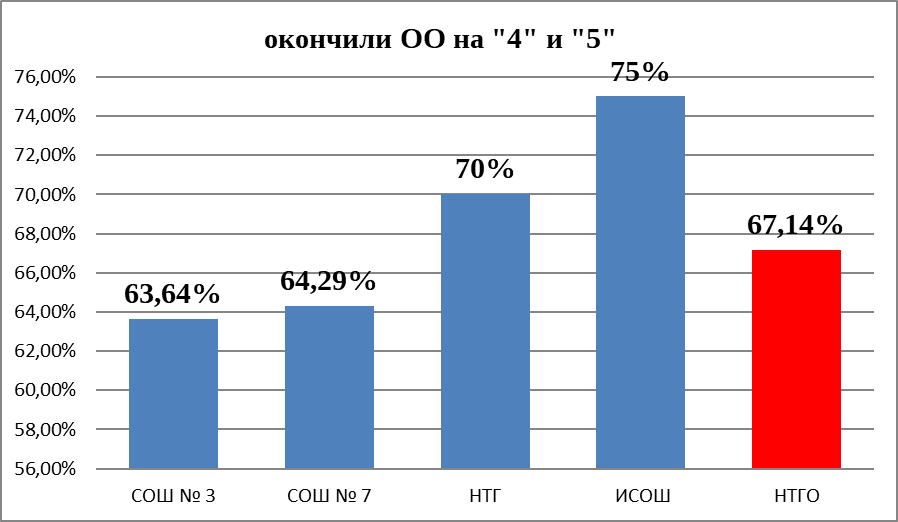 окончили ОО на "4" и "5"
76,00%
74,00%
72,00%
70,00%
68,00%
66,00%
64,00%
62,00%
60,00%
58,00%
56,00%
63,64%
64,29%
70%
75%
67,14%
СОШ № 3
СОШ № 7
НТГ
ИСОШ
НТГО